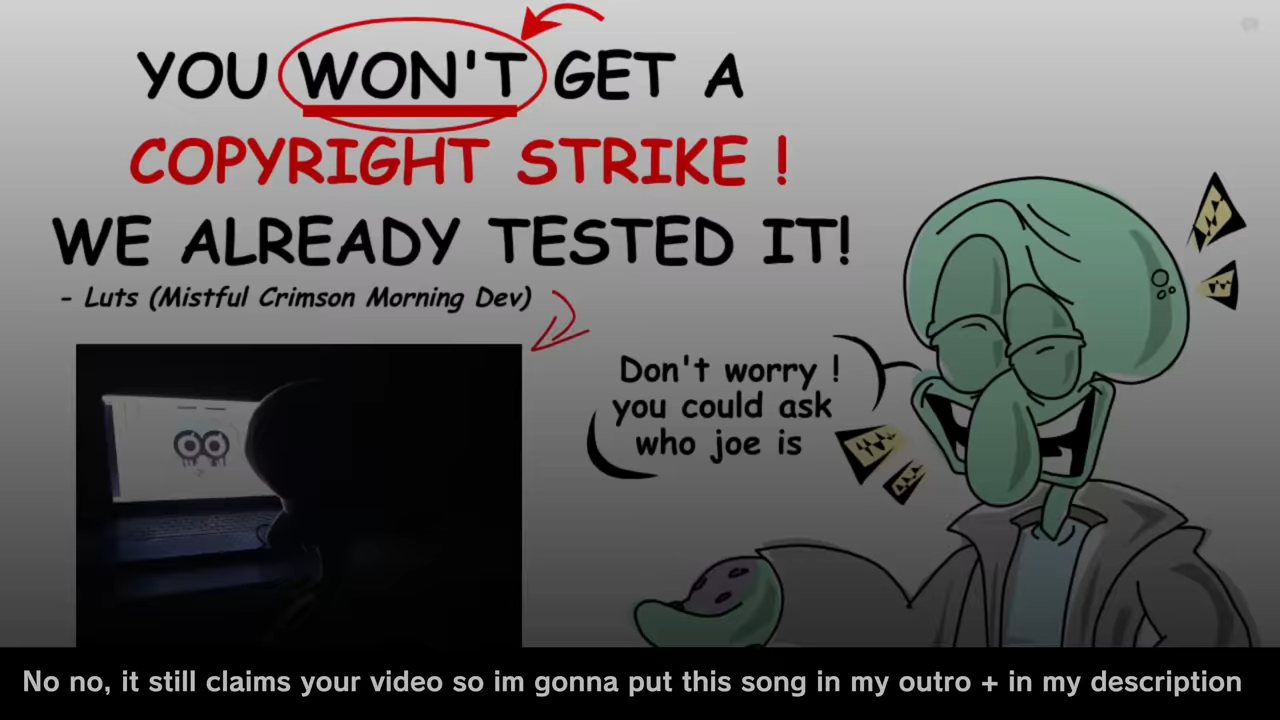 YOU WON'T GET A
COPYRIGHT STRIKE !
WE ALREADY TESTED IT!
- Luts (Mistful Crimson Morning Dev)
Don't worry !
you could ask
who joe is
No no, it still claims your video so im gonna put this song in my outro + in my description